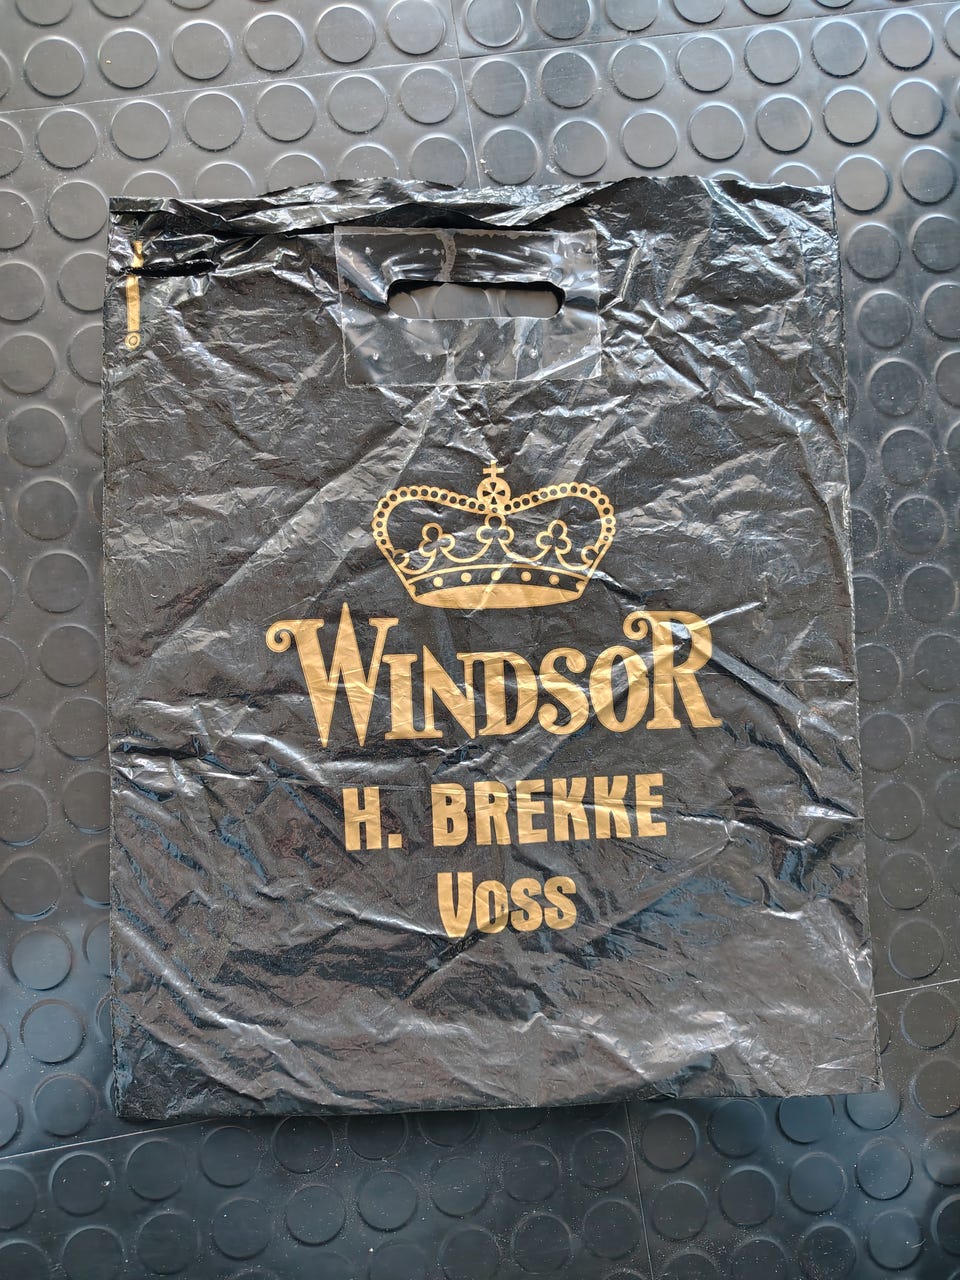 WINDSOR
H. BREKKE
Voss